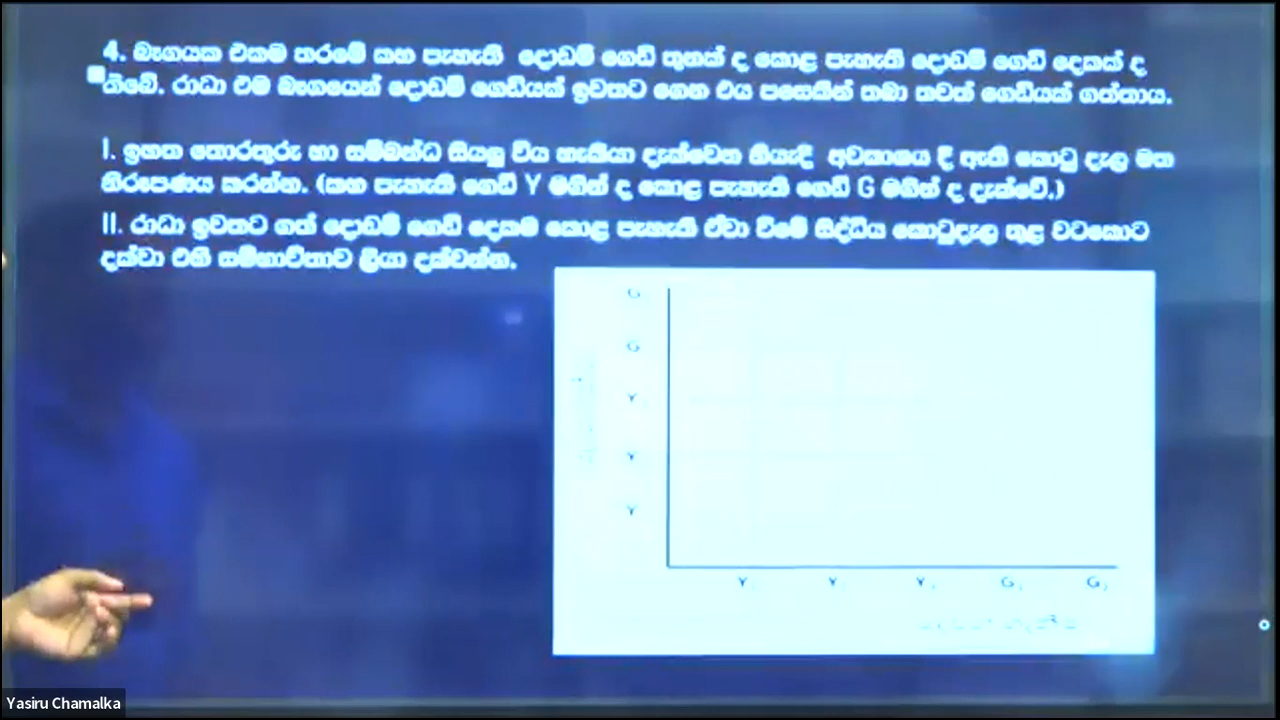 4. බෑගයක එකම තරමේ කහ පැහැති දොඩම් ගෙඩි තුනක් ද කොළ පැහැති දොඩම් ගෙඩි දෙකක් ද
තිබේ. රාධා එම බෑගයෙන් දොඩම් ගෙඩියක් ඉවතට ගෙන එය පසෙකින් තබා තවත් ගෙඩියක් ගත්තාය.
I. ඉහත තොරතුරු හා සම්බන්ධ සියලු විය හැකියා දැක්වෙන නියැදි අවකාශය දී ඇති කොටු දැල මත
නිරූපණය කරන්න. (කහ පැහැති ගෙඩි Y මගින් ද කොළ පැහැති ගෙඩි G මගින් ද දැක්වේ.)
II. රාධා ඉවතට ගත් දොඩම් ගෙඩි දෙකම කොළ පැහැති ඒවා වීමේ සිද්ධිය කොටුදැල තුළ වටකොට
දක්වා එහි සම්භාවිතාව ලියා දක්වන්න.
G
G
Y
Y
Y
Y Y Y G G
Yasiru Chamalka